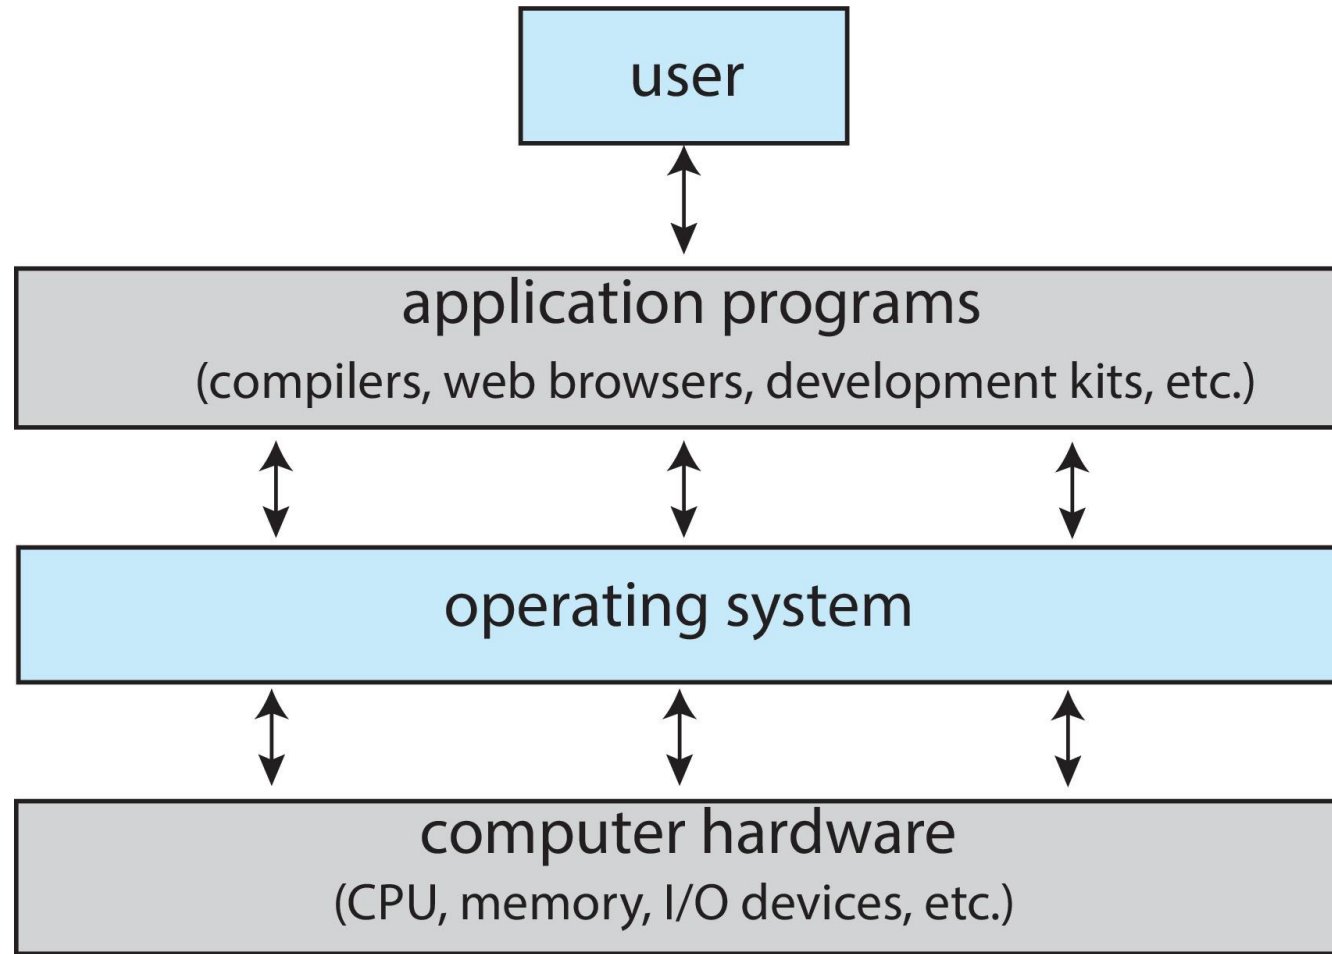 user
application programs
(compilers, web browsers, development kits, etc.)
operating system
computer hardware
(CPU, memory, I/O devices, etc.)